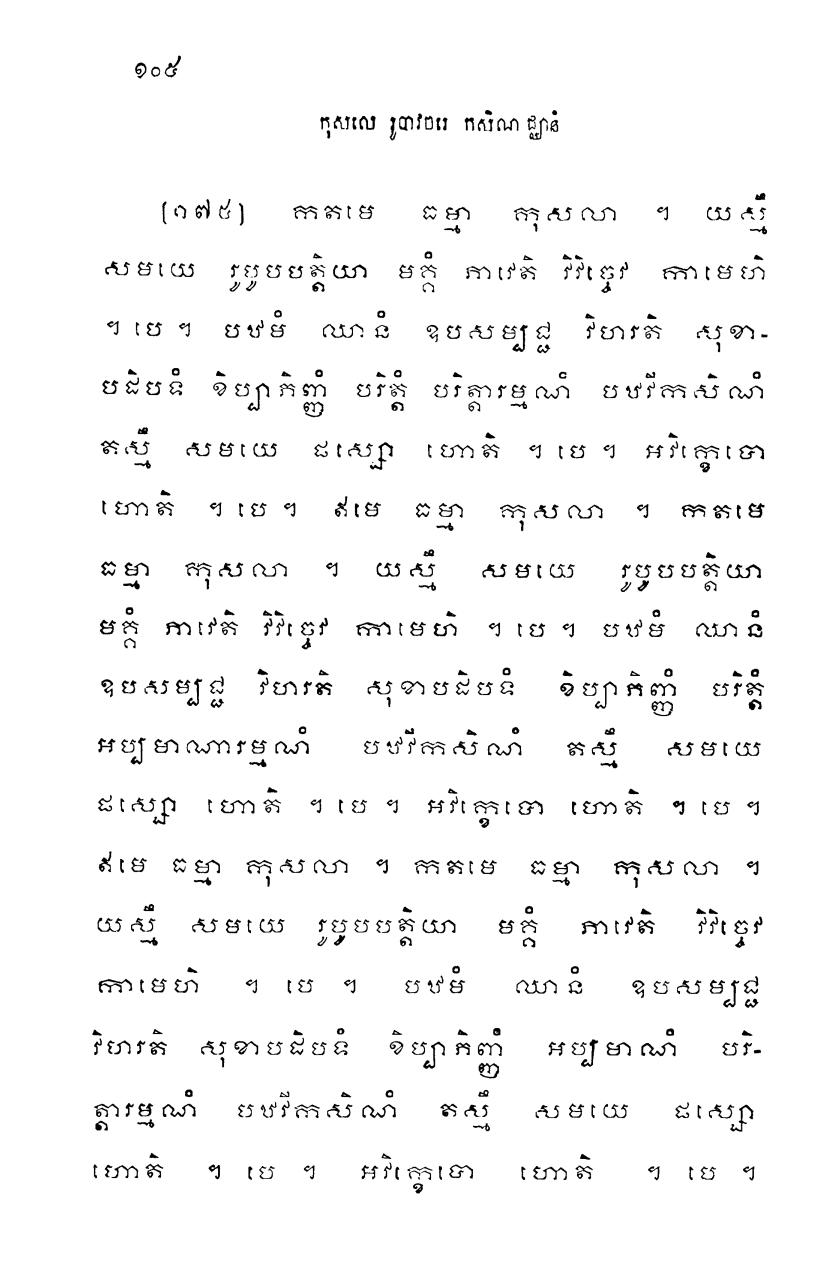 ១០៥
កុសលេ រូបាវចរេ កសិណជ្ឈានំ
[១៧៥] កតមេ ធម្មា កុសលា ។ យស្មឹ
សមយេ រូបូបបត្តិយា មគ្គំ ភាវេតិ វិវិច្ចេវ កាមេហិ
។ បេ ។ បឋមំ ឈានំ ឧបសម្បជ្ជ វិហរតិ សុខា-
បដិបទំ ខិប្បាភិញ្ញំ បរិត្តំ បរិត្តារម្មណំ បឋវីកសិណំ
តស្មឹ សមយេ ផស្សោ ហោតិ ។ បេ ។ អវិក្ខេបោ
ហោតិ ។ បេ ។ ឥមេ ធម្មា កុសលា ។ កតមេ
ធម្មា កុសលា ។ យស្មឹ សមយេ រូបូបបត្តិយា
មគ្គំ ភាវេតិ វិវិច្ចេវ កាមេហិ ។ បេ ។ បឋមំ ឈានំ
ឧបសម្បជ្ជ វិហរតិ សុខាបដិបទំ ខិប្បាភិញ្ញំ បរិត្តំ
អប្បមាណារម្មណំ បឋវីកសិណំ តស្មឹ សមយេ
ផស្សោ ហោតិ ។ បេ ។ អវិក្ខេបោ ហោតិ ។ បេ ។
ឥមេ ធម្មា កុសលា ។ កតមេ ធម្មា កុសលា ។
យស្មឹ សមយេ រូបូបបត្តិយា មគ្គំ ភាវេតិ វិវិច្ចេវ
កាមេហិ ។ បេ ។ បឋមំ ឈានំ ឧបសម្បជ្ជ
វិហរតិ សុខាបដិបទំ ខិប្បាភិញ្ញំ អប្បមាណំ បរិ-
ត្តារម្មណំ បឋវីកសិណំ តស្មឹ សមយេ ផស្សោ
ហោតិ ។ បេ ។ អវិក្ខេបោ ហោតិ ។ បេ ។